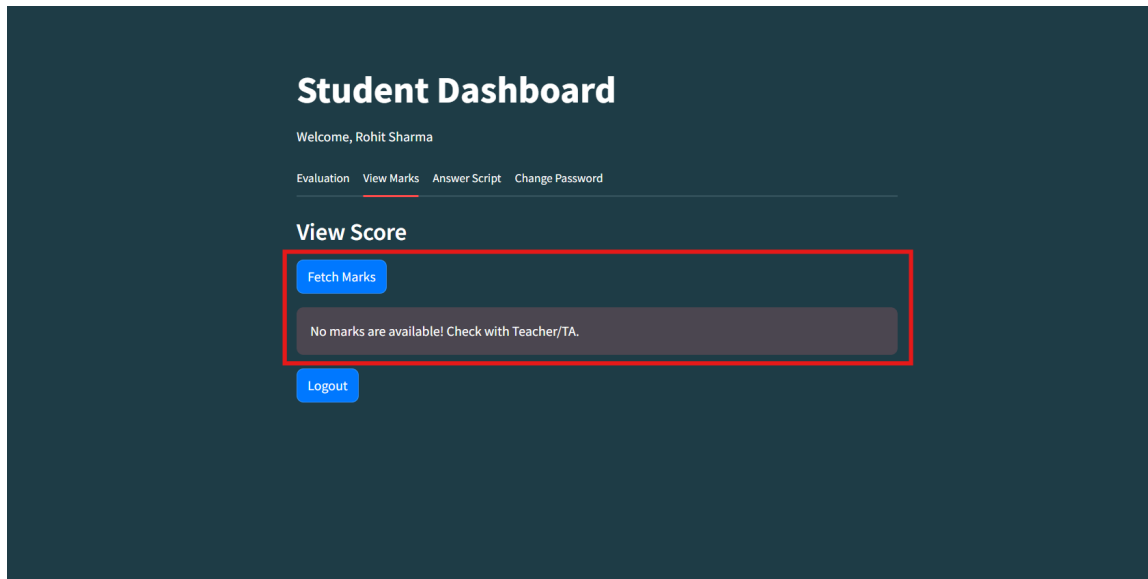 Student Dashboard
Welcome, Rohit Sharma
Evaluation View Marks Answer Script Change Password
View Score
Fetch Marks
No marks are available! Check with Teacher/TA.
Logout